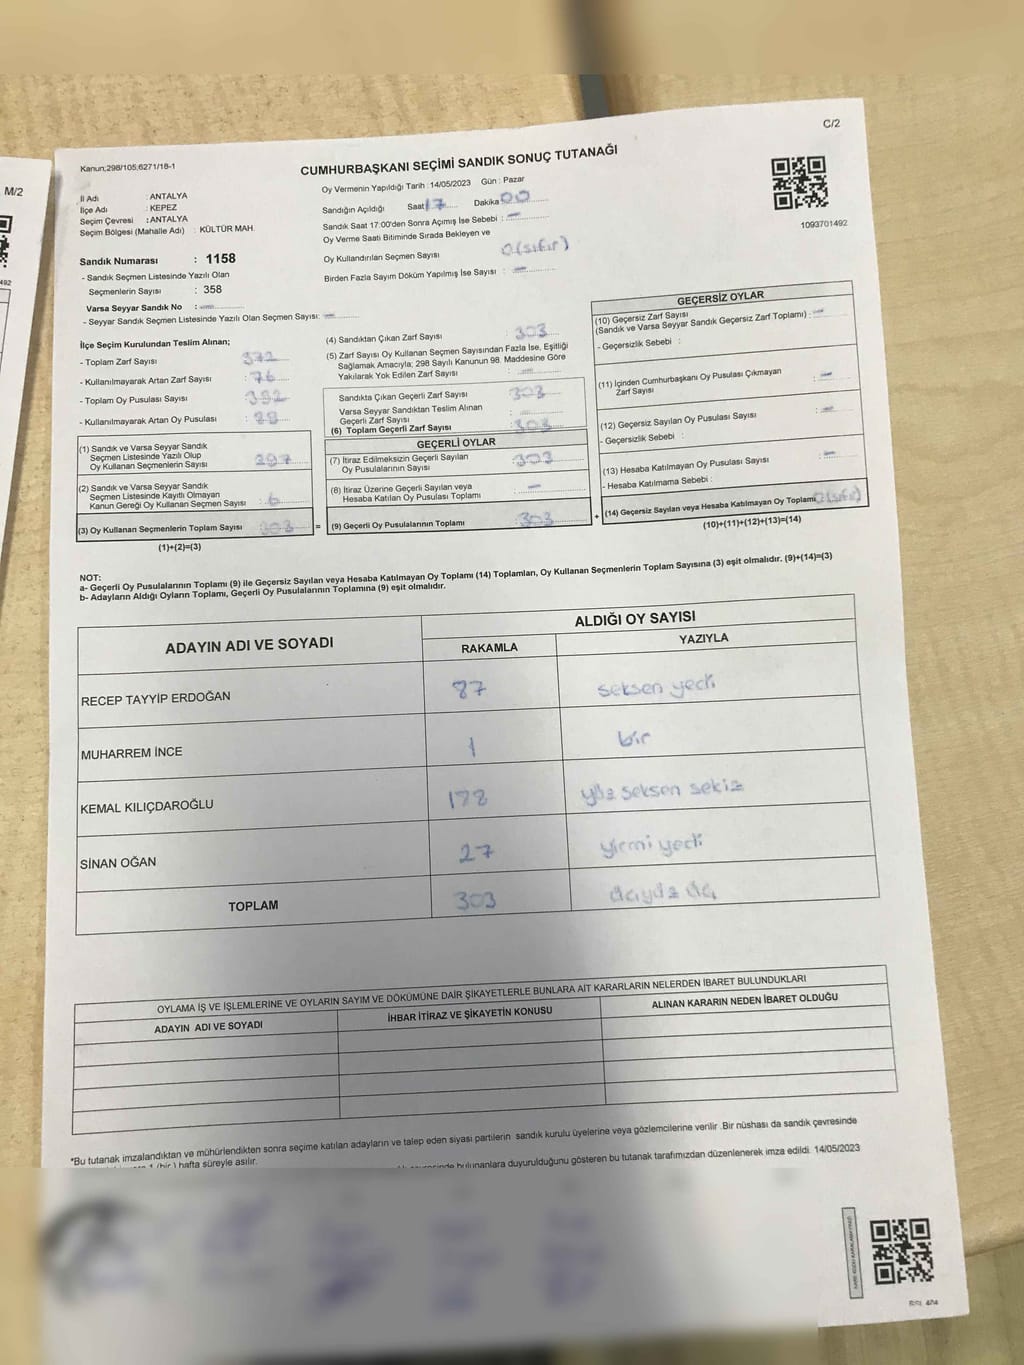 C/2
Kanun;298/105;6271/18-1
CUMHURBAŞKANI SEÇİMİ SANDIK SONUÇ TUTANAĞI
M/2
İl Adı : ANTALYA
İlçe Adı : KEPEZ
Seçim Çevresi : ANTALYA
Seçim Bölgesi (Mahalle Adı) : KÜLTÜR MAH.
Oy Vermenin Yapıldığı Tarih : 14/05/2023 Gün : Pazar
Sandığın Açıldığı Saat 17 Dakika 00
Sandık Saat 17:00'den Sonra Açımış İse Sebebi : —
Oy Verme Saati Bitiminde Sırada Bekleyen ve
Oy Kullandırılan Seçmen Sayısı 0(sıfır)
Birden Fazla Sayım Döküm Yapılmış İse Sayısı : —
1093701492
492
Sandık Numarası : 1158
- Sandık Seçmen Listesinde Yazılı Olan
Seçmenlerin Sayısı : 358
Varsa Seyyar Sandık No : —
- Seyyar Sandık Seçmen Listesinde Yazılı Olan Seçmen Sayısı: —
İlçe Seçim Kurulundan Teslim Alınan;
- Toplam Zarf Sayısı
- Kullanılmayarak Artan Zarf Sayısı : 76
- Toplam Oy Pusulası Sayısı
- Kullanılmayarak Artan Oy Pusulası
(1) Sandık ve Varsa Seyyar Sandık
Seçmen Listesinde Yazılı Olup
Oy Kullanan Seçmenlerin Sayısı : 297
(2) Sandık ve Varsa Seyyar Sandık
Seçmen Listesinde Kayıtlı Olmayan
Kanun Gereği Oy Kullanan Seçmen Sayısı : 6
(3) Oy Kullanan Seçmenlerin Toplam Sayısı 303 =
(1)+(2)=(3)
(4) Sandıktan Çıkan Zarf Sayısı : 303
(5) Zarf Sayısı Oy Kullanan Seçmen Sayısından Fazla İse, Eşitliği
Sağlamak Amacıyla; 298 Sayılı Kanunun 98. Maddesine Göre
Yakılarak Yok Edilen Zarf Sayısı : —
Sandıkta Çıkan Geçerli Zarf Sayısı : 303
Varsa Seyyar Sandıktan Teslim Alınan
Geçerli Zarf Sayısı : —
(6) Toplam Geçerli Zarf Sayısı : 303
GEÇERLİ OYLAR
(7) İtiraz Edilmeksizin Geçerli Sayılan
Oy Pusulalarının Sayısı : 303
(8) İtiraz Üzerine Geçerli Sayılan veya
Hesaba Katılan Oy Pusulası Toplamı : —
(9) Geçerli Oy Pusulalarının Toplamı : 303 +
GEÇERSİZ OYLAR
(10) Geçersiz Zarf Sayısı
(Sandık ve Varsa Seyyar Sandık Geçersiz Zarf Toplamı) : —
- Geçersizlik Sebebi :
(11) İçinden Cumhurbaşkanı Oy Pusulası Çıkmayan
Zarf Sayısı : —
(12) Geçersiz Sayılan Oy Pusulası Sayısı : —
- Geçersizlik Sebebi :
(13) Hesaba Katılmayan Oy Pusulası Sayısı : —
- Hesaba Katılmama Sebebi :
(14) Geçersiz Sayılan veya Hesaba Katılmayan Oy Toplamı 0(sıfır)
(10)+(11)+(12)+(13)=(14)
NOT:
a- Geçerli Oy Pusulalarının Toplamı (9) ile Geçersiz Sayılan veya Hesaba Katılmayan Oy Toplamı (14) Toplamları, Oy Kullanan Seçmenlerin Toplam Sayısına (3) eşit olmalıdır. (9)+(14)=(3)
b- Adayların Aldığı Oyların Toplamı, Geçerli Oy Pusulalarının Toplamına (9) eşit olmalıdır.
ADAYIN ADI VE SOYADI ALDIĞI OY SAYISI
RAKAMLA YAZIYLA
RECEP TAYYİP ERDOĞAN 87 seksen yedi
MUHARREM İNCE 1 bir
KEMAL KILIÇDAROĞLU yüz seksen sekiz
SİNAN OĞAN 27 yirmi yedi
TOPLAM 303 üçyüz üç
OYLAMA İŞ VE İŞLEMLERİNE VE OYLARIN SAYIM VE DÖKÜMÜNE DAİR ŞİKAYETLERLE BUNLARA AİT KARARLARIN NELERDEN İBARET BULUNDUKLARI
ADAYIN ADI VE SOYADI İHBAR İTİRAZ VE ŞİKAYETİN KONUSU ALINAN KARARIN NEDEN İBARET OLDUĞU
*Bu tutanak imzalandıktan ve mühürlendikten sonra seçime katılan adayların ve talep eden siyasi partilerin sandık kurulu üyelerine veya gözlemcilerine verilir .Bir nüshası da sandık çevresinde
1 (bir ) hafta süreyle asılır.
bulunanlara duyurulduğunu gösteren bu tutanak tarafımızdan düzenlenerek imza edildi. 14/05/2023